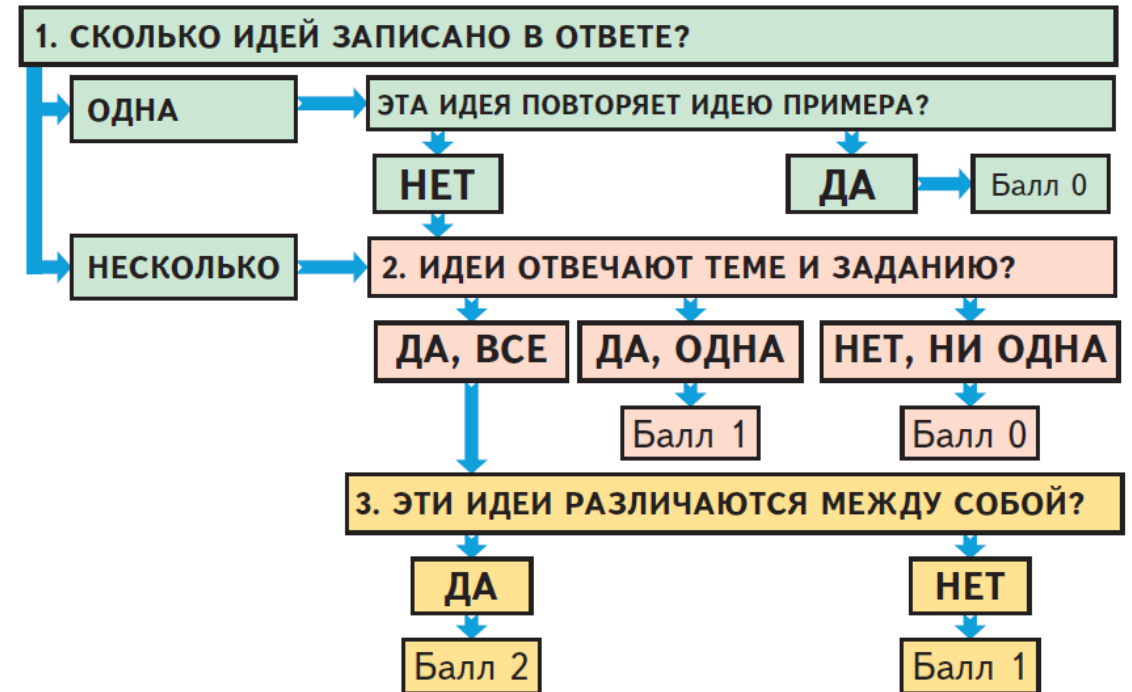 1. СКОЛЬКО ИДЕЙ ЗАПИСАНО В ОТВЕТЕ?
ОДНА
ЭТА ИДЕЯ ПОВТОРЯЕТ ИДЕЮ ПРИМЕРА?
НЕТ
ДА
Балл 0
НЕСКОЛЬКО
2. ИДЕИ ОТВЕЧАЮТ ТЕМЕ И ЗАДАНИЮ?
ДА, ВСЕ
ДА, ОДНА
НЕТ, НИ ОДНА
Балл 1
Балл 0
3. ЭТИ ИДЕИ РАЗЛИЧАЮТСЯ МЕЖДУ СОБОЙ?
ДА
НЕТ
Балл 2
Балл 1